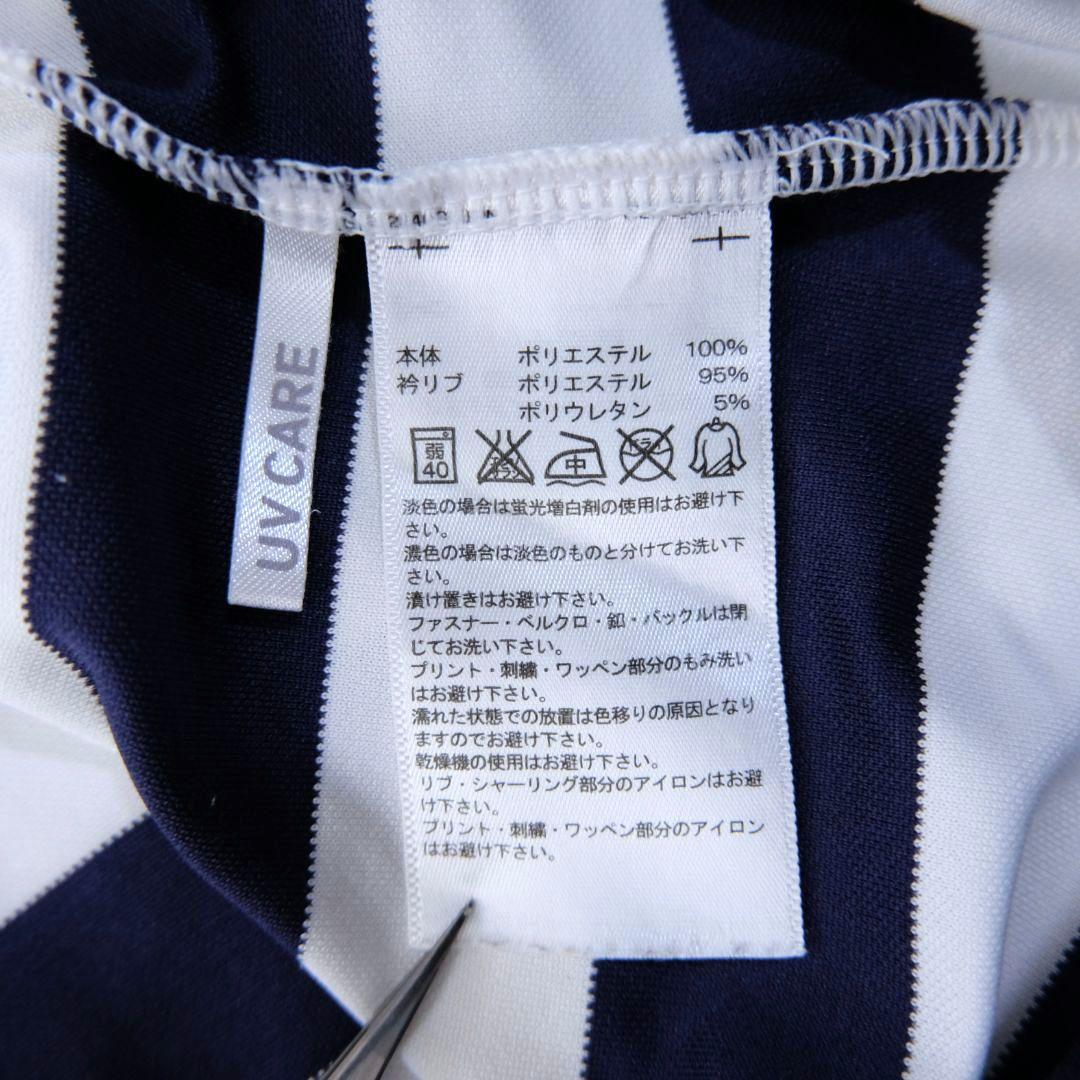 UV CARE
本体 ポリエステル 100%
衿リブ ポリエステル 95%
ポリウレタン 5%
弱 40 エンソサラシ 中 ドライ
淡色の場合は蛍光増白剤の使用はお避け下
さい。
濃色の場合は淡色のものと分けてお洗い下
さい。
漬け置きはお避け下さい。
ファスナー・ベルクロ・釦・バックルは閉
じてお洗い下さい。
プリント・刺繍・ワッペン部分のもみ洗い
はお避け下さい。
濡れた状態での放置は色移りの原因となり
ますのでお避け下さい。
乾燥機の使用はお避け下さい。
リブ・シャーリング部分のアイロンはお避
け下さい。
プリント・刺繍・ワッペン部分のアイロン
はお避け下さい。